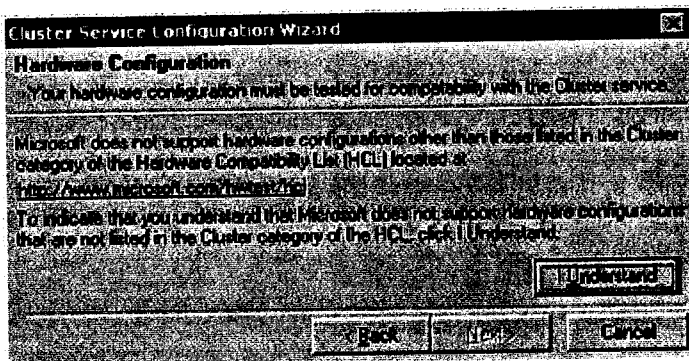 Cluster Service Configuration Wizard
Hardware Configuration
Your hardware configuration must be tested for compatability with the Cluster service.
Microsoft does not support hardware configurations other than those listed in the Cluster
category of the Hardware Compatibility List (HCL) located at
http://www.microsoft.com/hwtest/hcl
To indicate that you understand that Microsoft does not support hardware configurations
that are not listed in the Cluster category of the HCL, click I Understand.
I Understand
< Back Next > Cancel